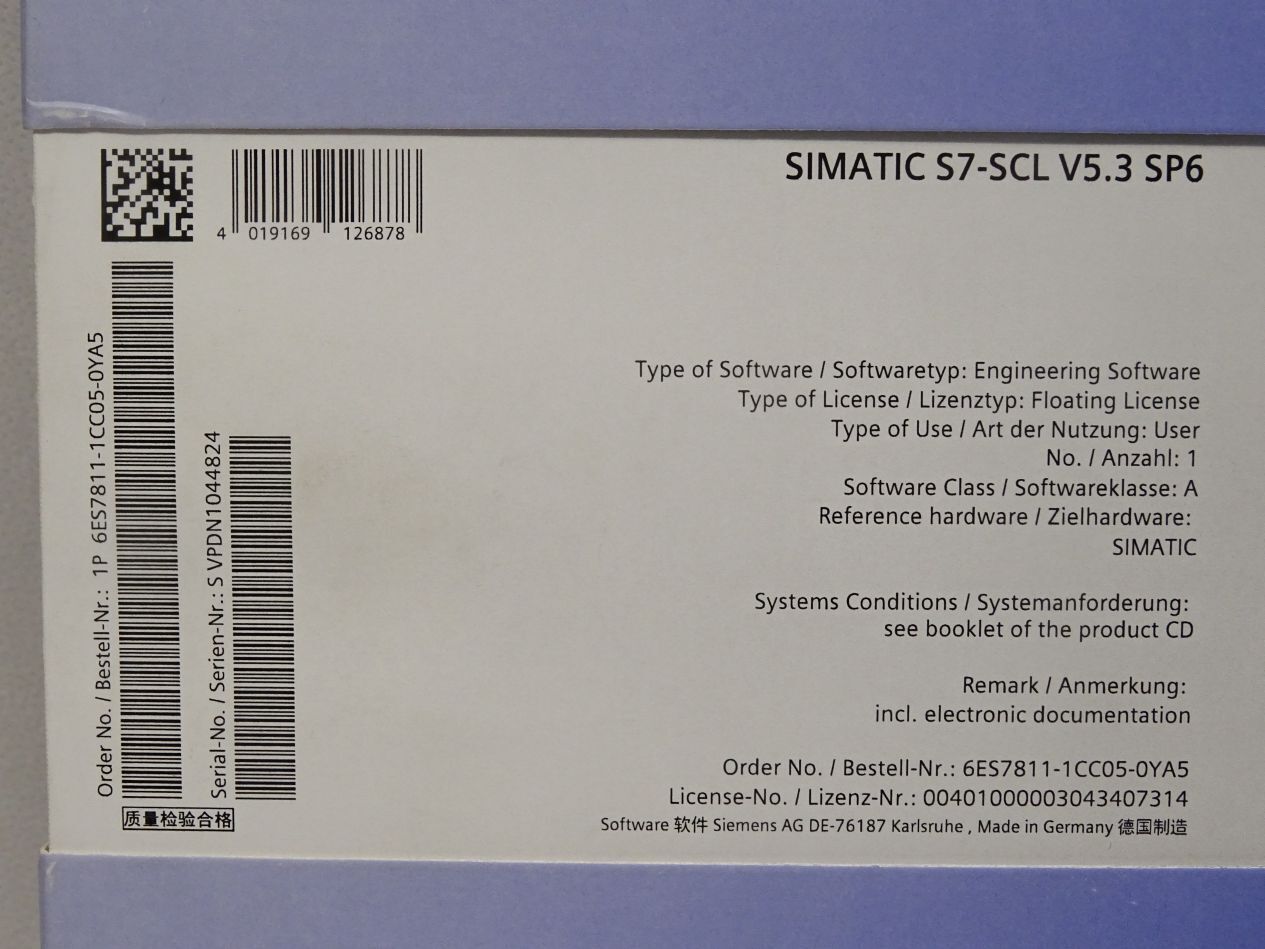 SIMATIC S7-SCL V5.3 SP6
4 019169 126878
Order No. / Bestell-Nr.: 1P 6ES7811-1CC05-0YA5
Serial-No. / Serien-Nr.: S VPDN1044824
质量检验合格
Type of Software / Softwaretyp: Engineering Software
Type of License / Lizenztyp: Floating License
Type of Use / Art der Nutzung: User
No. / Anzahl: 1
Software Class / Softwareklasse: A
Reference hardware / Zielhardware:
SIMATIC
Systems Conditions / Systemanforderung:
see booklet of the product CD
Remark / Anmerkung:
incl. electronic documentation
Order No. / Bestell-Nr.: 6ES7811-1CC05-0YA5
License-No. / Lizenz-Nr.: 00401000003043407314
Software 软件 Siemens AG DE-76187 Karlsruhe , Made in Germany 德国制造